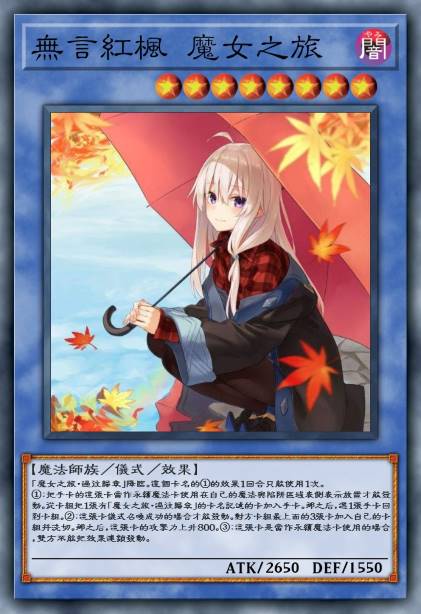 無言紅楓 魔女之旅
やみ
闇
【魔法師族／儀式／效果】
「魔女之旅·過往歸章」降臨。這個卡名的①的效果1回合只能使用1次。
①:把手卡的這張卡當作永續魔法卡使用在自己的魔法與陷阱區域表側表示放置才能發
動。從卡組把1張有「魔女之旅·過往歸章」的卡名記述的卡加入手卡。那之后，選1張手卡回
到卡組。②:這張卡儀式召喚成功的場合才能發動。對方卡組最上面的3張卡加入自己的卡
組并洗切。那之后，這張卡的攻擊力上升800。③:這張卡是當作永續魔法卡使用的場合，
雙方不能把效果連鎖發動。
ATK/2650 DEF/1550